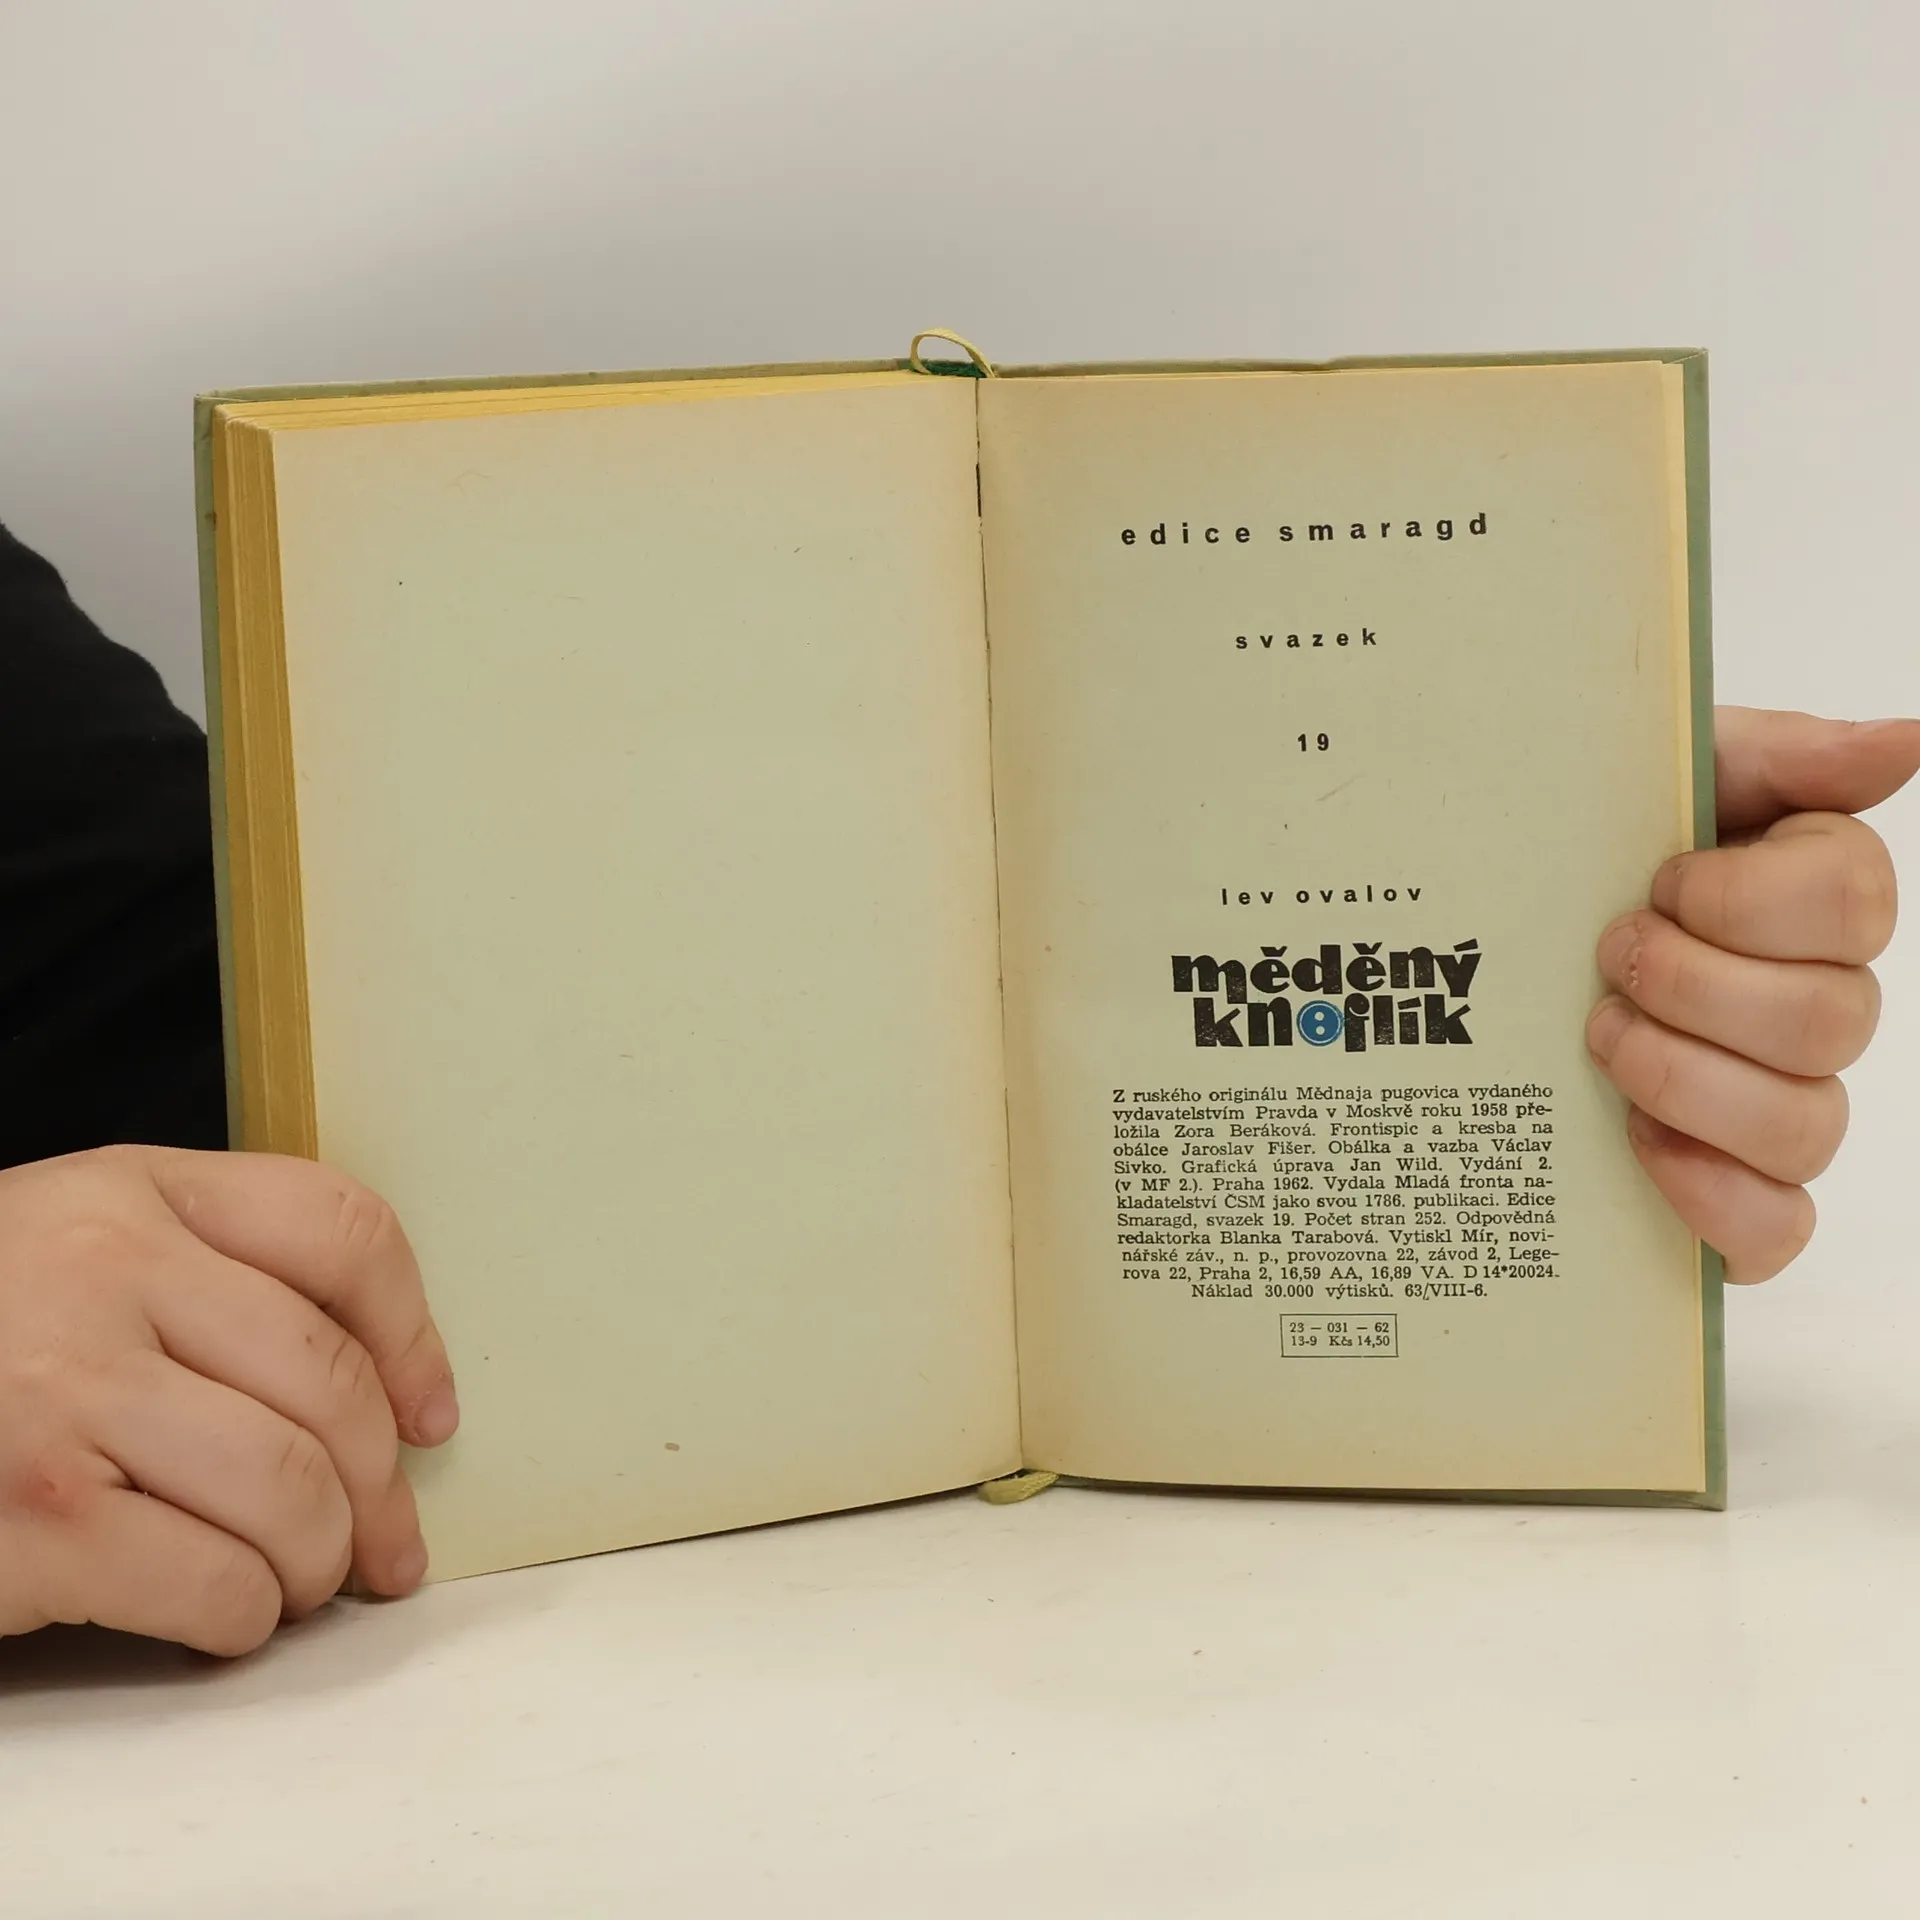 edice smaragd
svazek
19
lev ovalov
měděný
knoflík
Z ruského originálu Mědnaja pugovica vydaného
vydavatelstvím Pravda v Moskvě roku 1958 pře-
ložila Zora Beráková. Frontispic a kresba na
obálce Jaroslav Fišer. Obálka a vazba Václav
Sivko. Grafická úprava Jan Wild. Vydání 2.
(v MF 2.). Praha 1962. Vydala Mladá fronta na-
kladatelství ČSM jako svou 1786. publikaci. Edice
Smaragd, svazek 19. Počet stran 252. Odpovědná
redaktorka Blanka Tarabová. Vytiskl Mír, novi-
nářské záv., n. p., provozovna 22, závod 2, Lege-
rova 22, Praha 2, 16,59 AA, 16,89 VA. D 14*20024.
Náklad 30.000 výtisků. 63/VIII-6.
23 — 031 — 62
13-9 Kčs 14,50